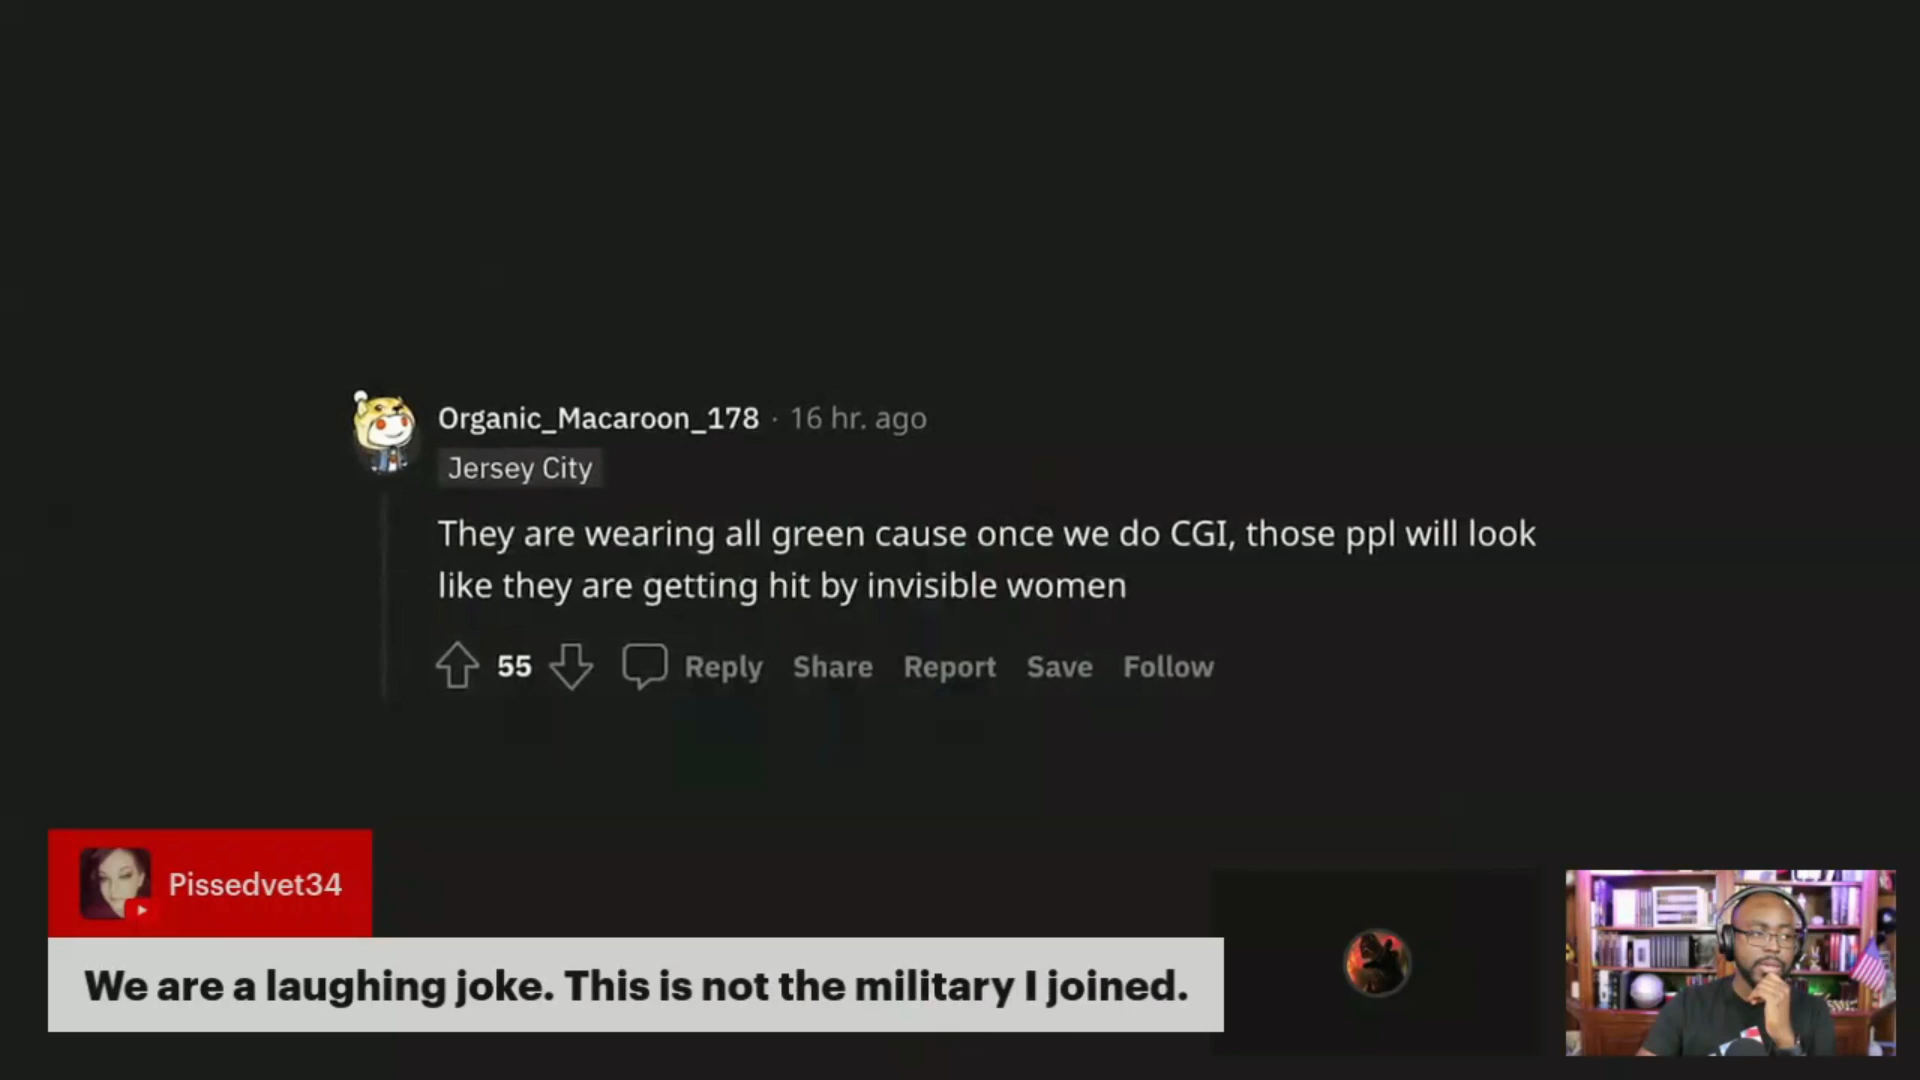 Organic_Macaroon_178 · 16 hr. ago
Jersey City
They are wearing all green cause once we do CGI, those ppl will look
like they are getting hit by invisible women
55 Reply Share Report Save Follow
Pissedvet34
We are a laughing joke. This is not the military I joined.